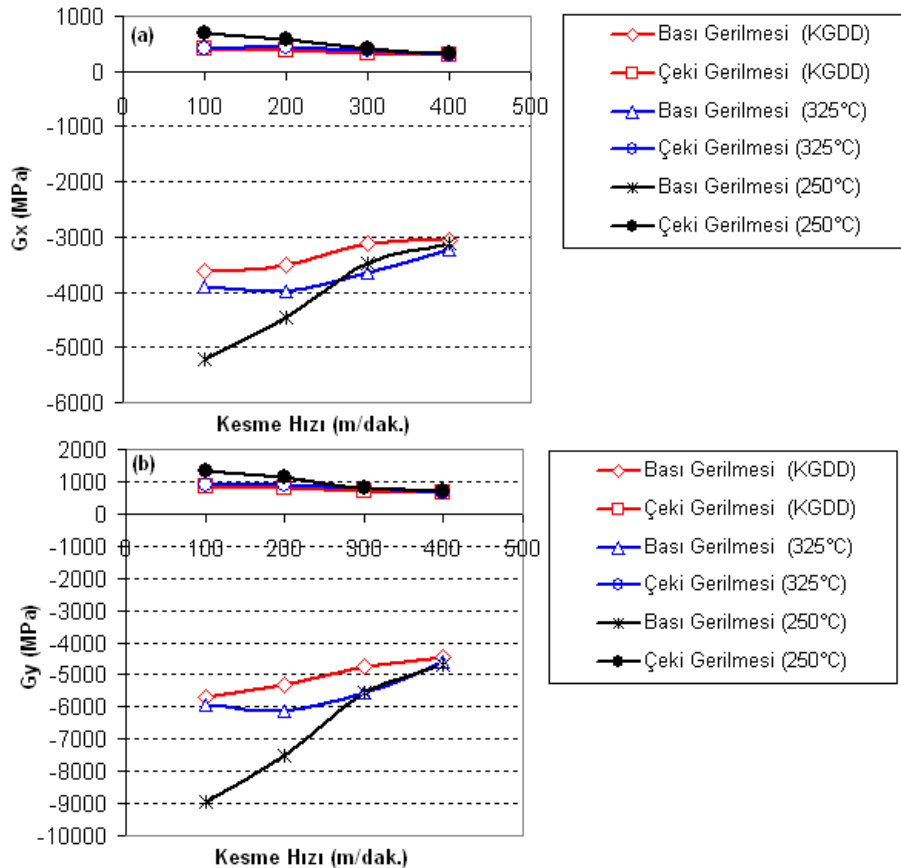 (a)
1000
0
-1000
-2000
-3000
-4000
-5000
-6000
0 100 200 300 400 500
Gx (MPa)
Kesme Hızı (m/dak.)
Bası Gerilmesi (KGDD)
Çeki Gerilmesi (KGDD)
Bası Gerilmesi (325°C)
Çeki Gerilmesi (325°C)
Bası Gerilmesi (250°C)
Çeki Gerilmesi (250°C)
(b)
2000
1000
0
-1000
-2000
-3000
-4000
-5000
-6000
-7000
-8000
-9000
-10000
0 100 200 300 400 500
Gy (MPa)
Kesme Hızı (m/dak.)
Bası Gerilmesi (KGDD)
Çeki Gerilmesi (KGDD)
Bası Gerilmesi (325°C)
Çeki Gerilmesi (325°C)
Bası Gerilmesi (250°C)
Çeki Gerilmesi (250°C)